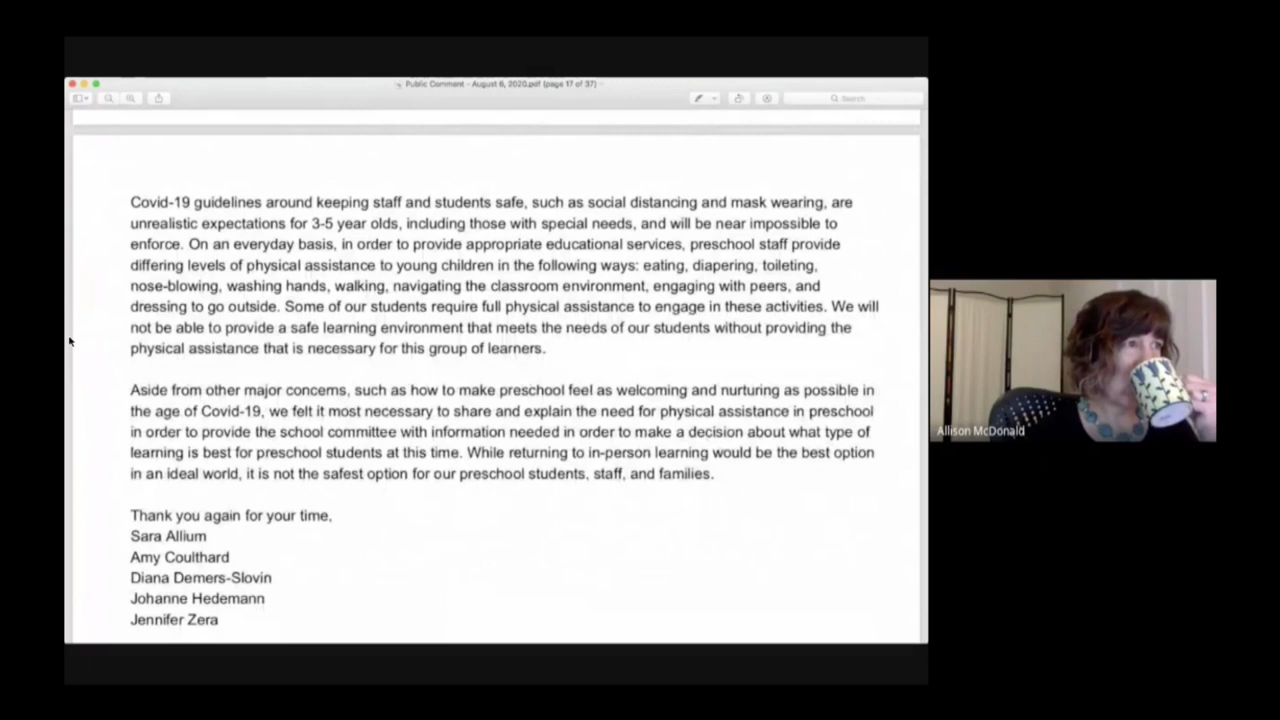 Public Comment - August 6, 2020.pdf (page 17 of 37)
Search
Covid-19 guidelines around keeping staff and students safe, such as social distancing and mask wearing, are
unrealistic expectations for 3-5 year olds, including those with special needs, and will be near impossible to
enforce. On an everyday basis, in order to provide appropriate educational services, preschool staff provide
differing levels of physical assistance to young children in the following ways: eating, diapering, toileting,
nose-blowing, washing hands, walking, navigating the classroom environment, engaging with peers, and
dressing to go outside. Some of our students require full physical assistance to engage in these activities. We will
not be able to provide a safe learning environment that meets the needs of our students without providing the
physical assistance that is necessary for this group of learners.
Aside from other major concerns, such as how to make preschool feel as welcoming and nurturing as possible in
the age of Covid-19, we felt it most necessary to share and explain the need for physical assistance in preschool
in order to provide the school committee with information needed in order to make a decision about what type of
learning is best for preschool students at this time. While returning to in-person learning would be the best option
in an ideal world, it is not the safest option for our preschool students, staff, and families.
Thank you again for your time,
Sara Allium
Amy Coulthard
Diana Demers-Slovin
Johanne Hedemann
Jennifer Zera
Allison McDonald